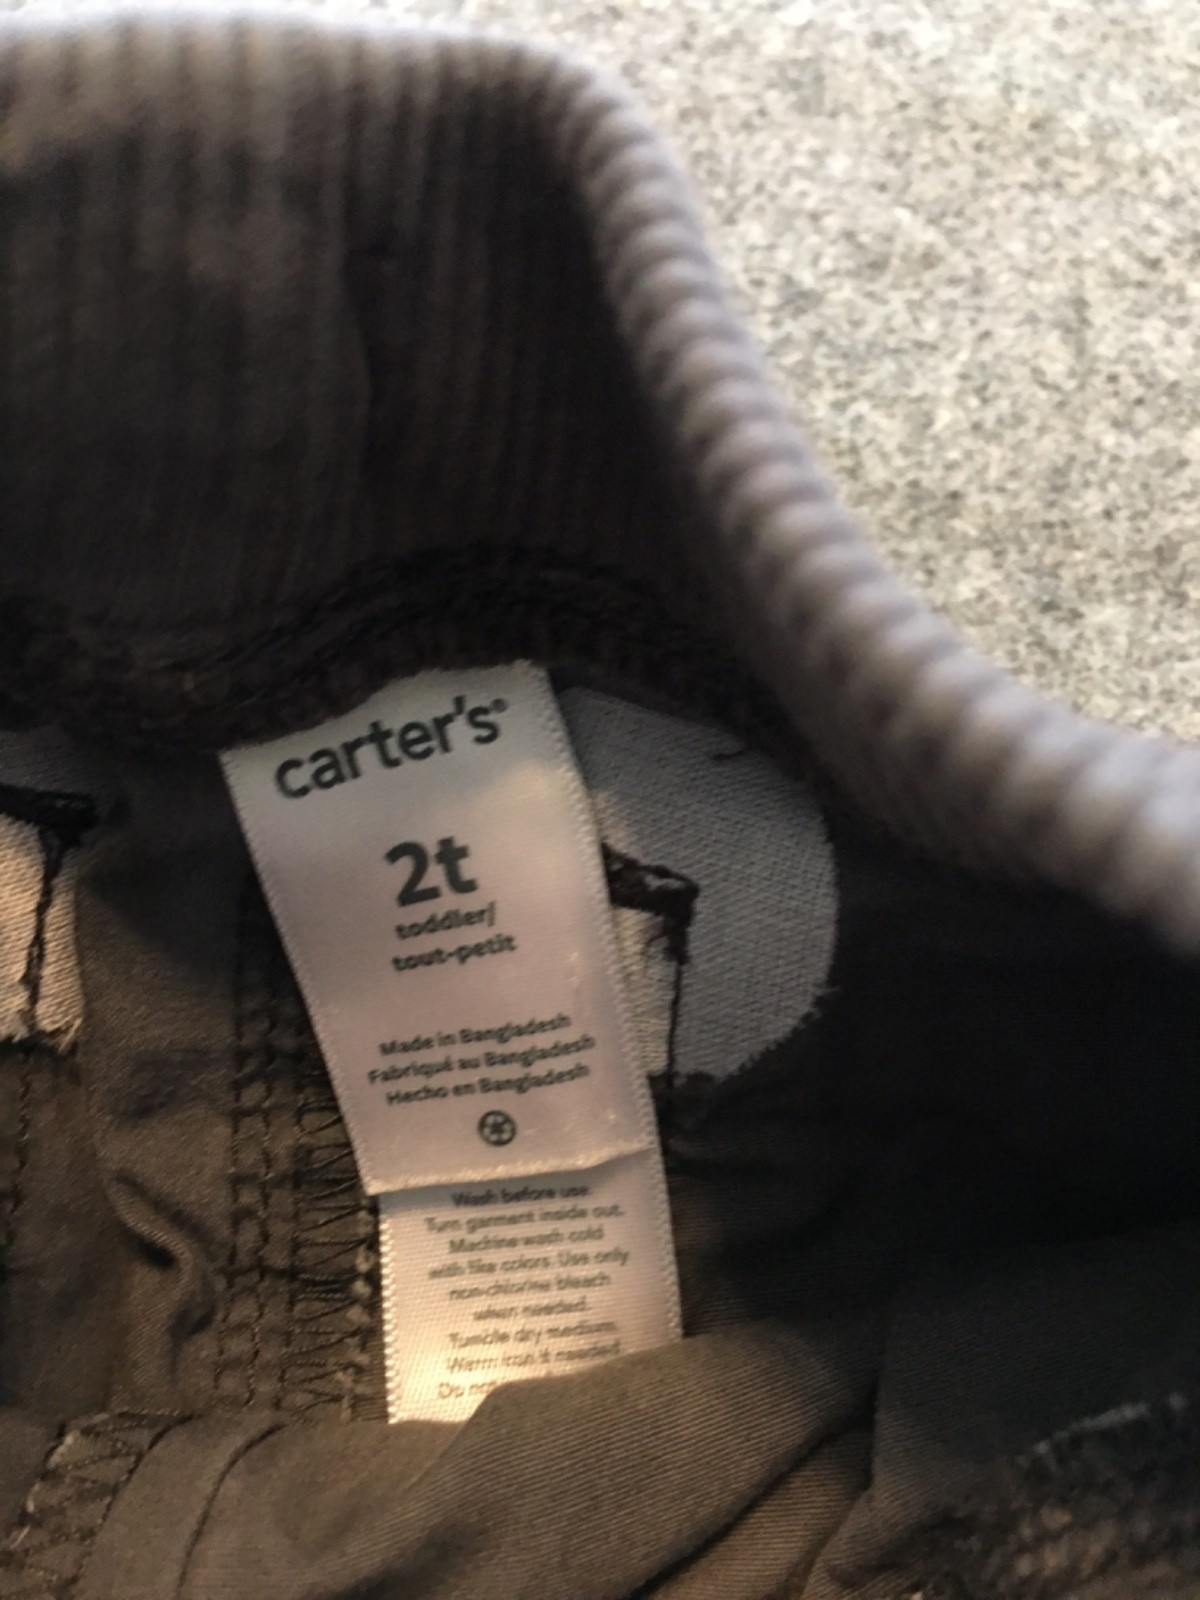 carter's®
2t
toddler/
tout-petit
Made in Bangladesh
Fabriqué au Bangladesh
Hecho en Bangladesh
Wash before use.
Turn garment inside out.
Machine wash cold
with like colors. Use only
non-chlorine bleach
when needed.
Tumble dry medium.
Warm iron if needed.
Do not